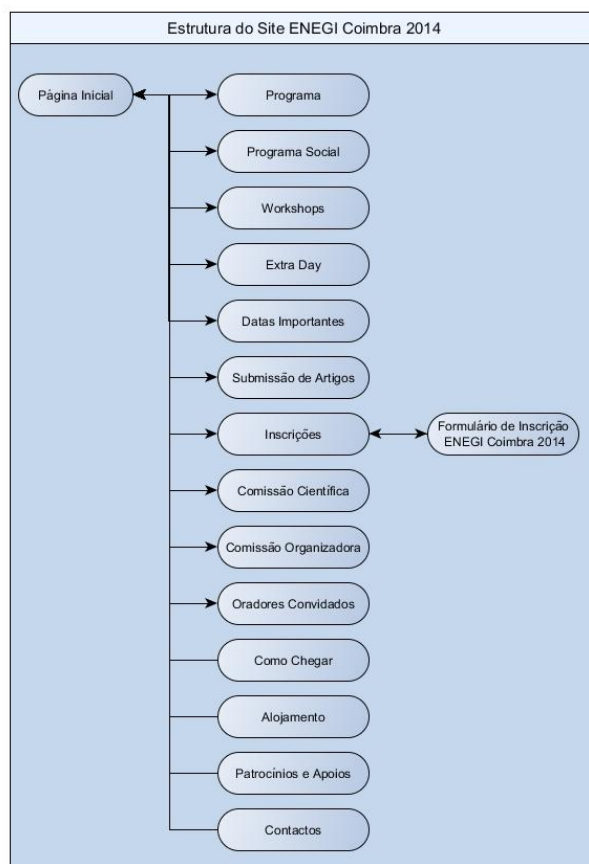 Estrutura do Site ENEGI Coimbra 2014
Página Inicial
Programa
Programa Social
Workshops
Extra Day
Datas Importantes
Submissão de Artigos
Inscrições
Formulário de Inscrição
ENEGI Coimbra 2014
Comissão Científica
Comissão Organizadora
Oradores Convidados
Como Chegar
Alojamento
Patrocínios e Apoios
Contactos